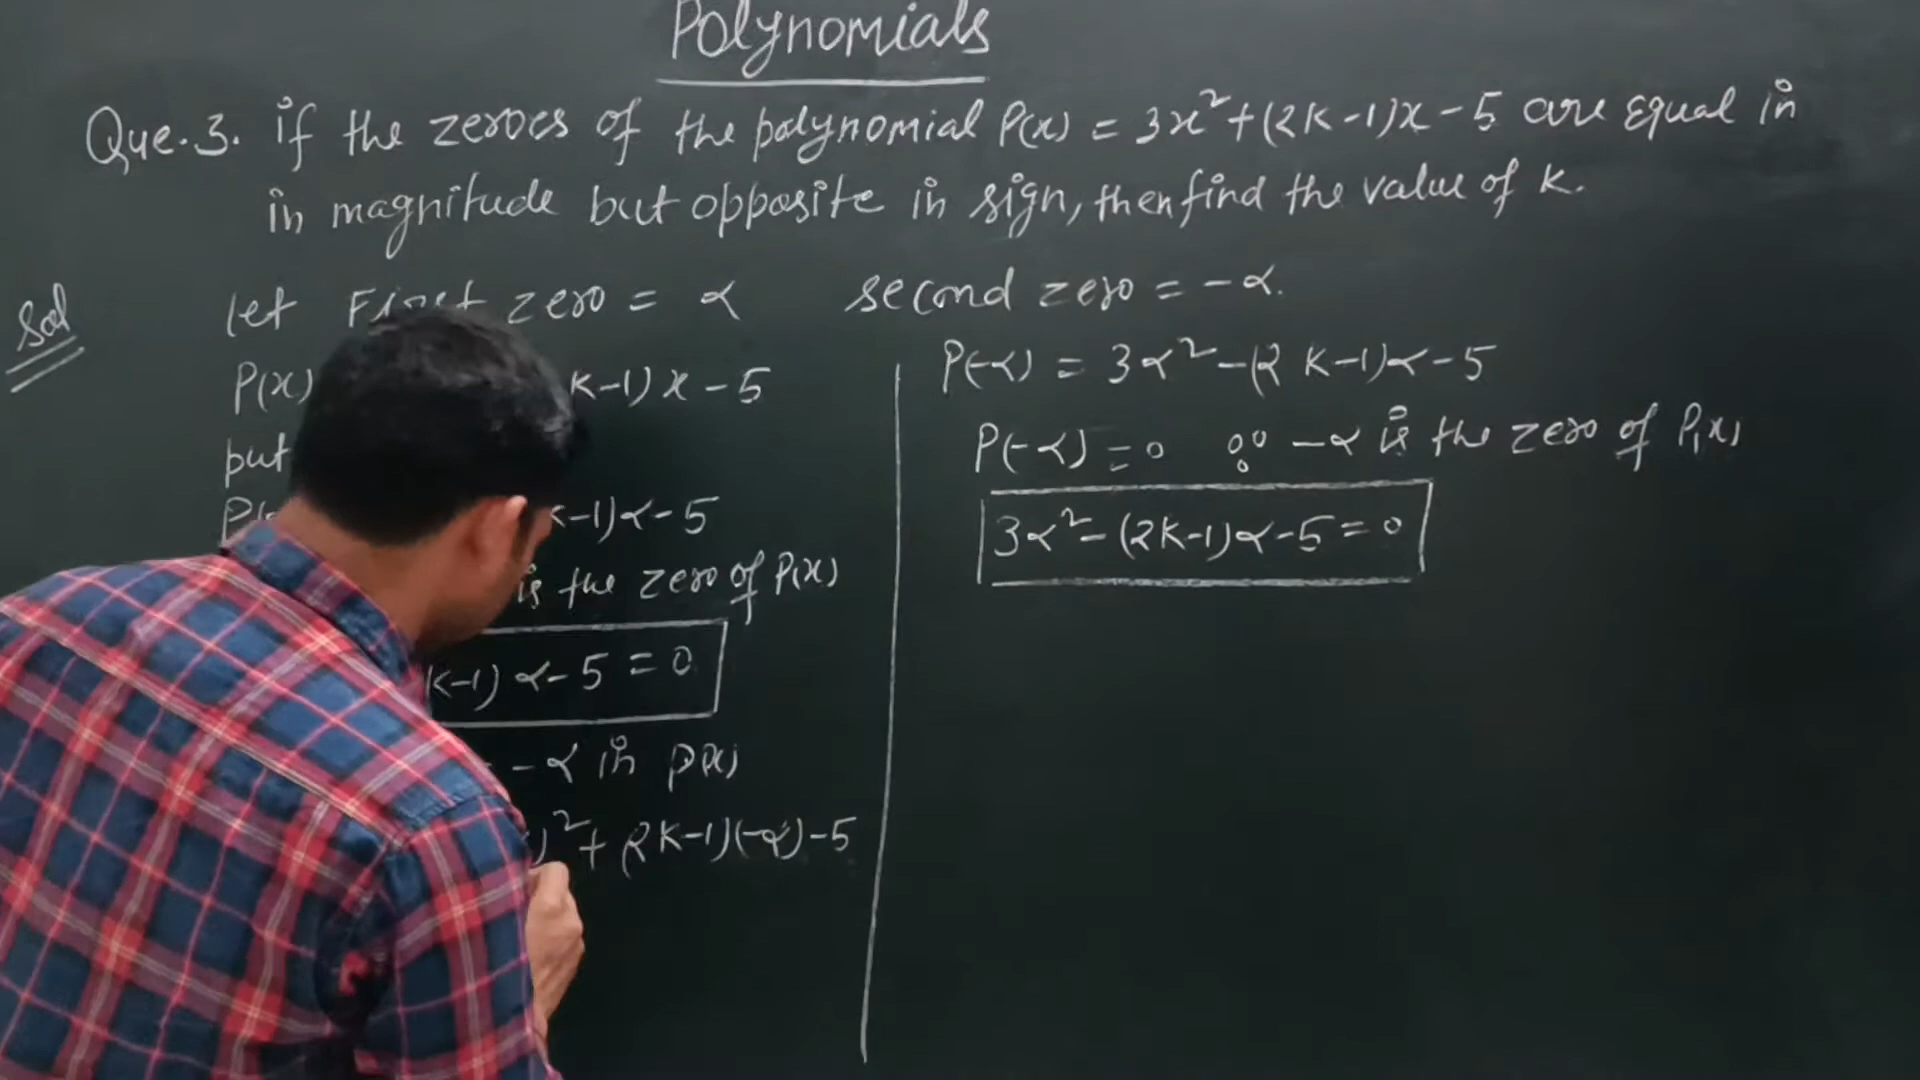 Polynomials
Que.3. if the zeroes of the polynomial P(x) = 3x²+(2k-1)x-5 are equal in
in magnitude but opposite in sign, then find the value of k.
Sol
let First zero = α second zero = -α.
P(x) k-1)x-5
put
P( k-1)α-5
is the zero of P(x)
k-1)α-5=0
-α in P(x)
)²+(2k-1)(-α)-5
P(-α) = 3α²-(2k-1)α-5
P(-α)=0 ∵ -α is the zero of P(x)
3α²-(2k-1)α-5=0